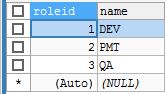 roleid name
1 DEV
2 PMT
3 QA
* (Auto) (NULL)